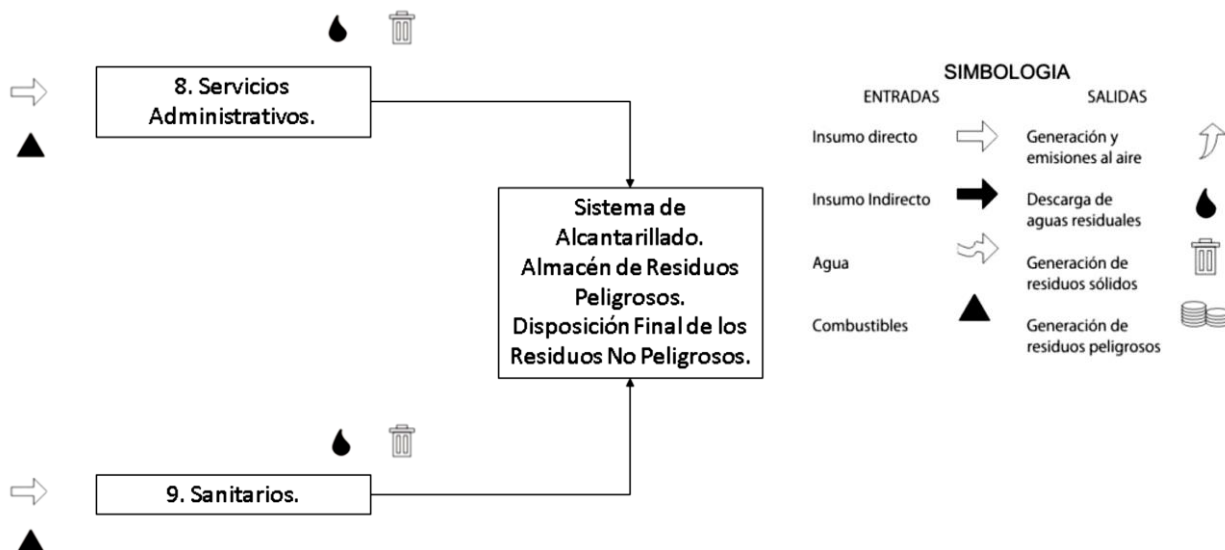 8. Servicios
Administrativos.
Sistema de
Alcantarillado.
Almacén de Residuos
Peligrosos.
Disposición Final de los
Residuos No Peligrosos.
9. Sanitarios.
SIMBOLOGIA
ENTRADAS
SALIDAS
Insumo directo
Generación y
emisiones al aire
Insumo Indirecto
Descarga de
aguas residuales
Agua
Generación de
residuos sólidos
Combustibles
Generación de
residuos peligrosos